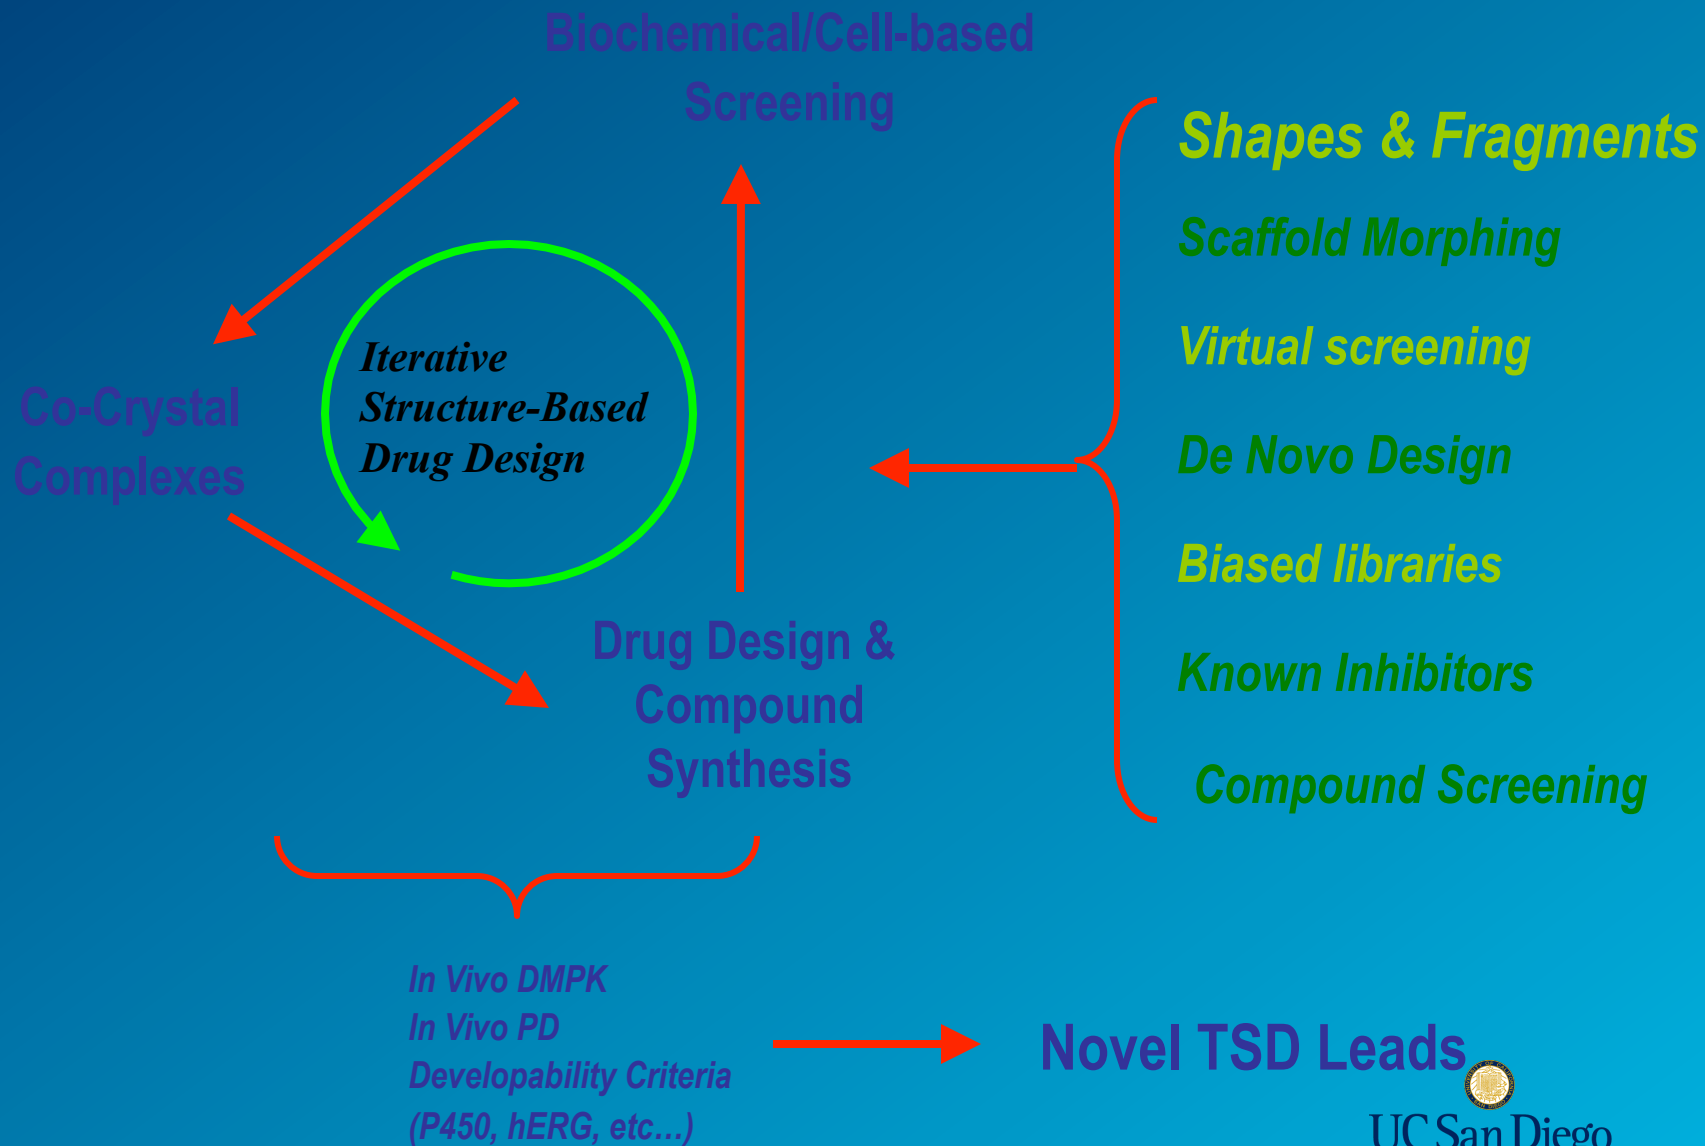 Biochemical/Cell-based
Screening
Shapes & Fragments
Scaffold Morphing
Virtual screening
De Novo Design
Biased libraries
Known Inhibitors
Compound Screening
Iterative
Structure-Based
Drug Design
Co-Crystal
Complexes
Drug Design &
Compound
Synthesis
In Vivo DMPK
In Vivo PD
Developability Criteria
(P450, hERG, etc…)
Novel TSD Leads
UC San Diego